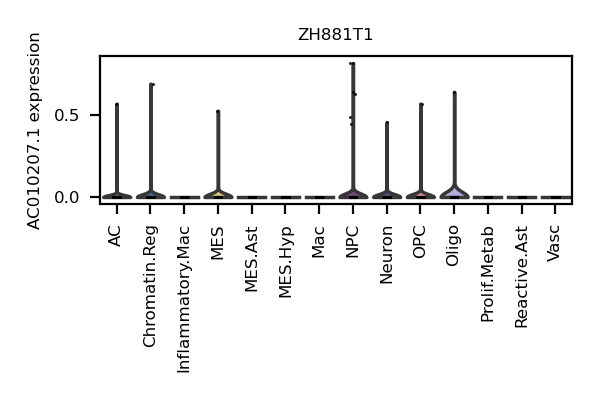 ZH881T1
AC010207.1 expression
0.5
0.0
AC
Chromatin.Reg
Inflammatory.Mac
MES
MES.Ast
MES.Hyp
Mac
NPC
Neuron
OPC
Oligo
Prolif.Metab
Reactive.Ast
Vasc